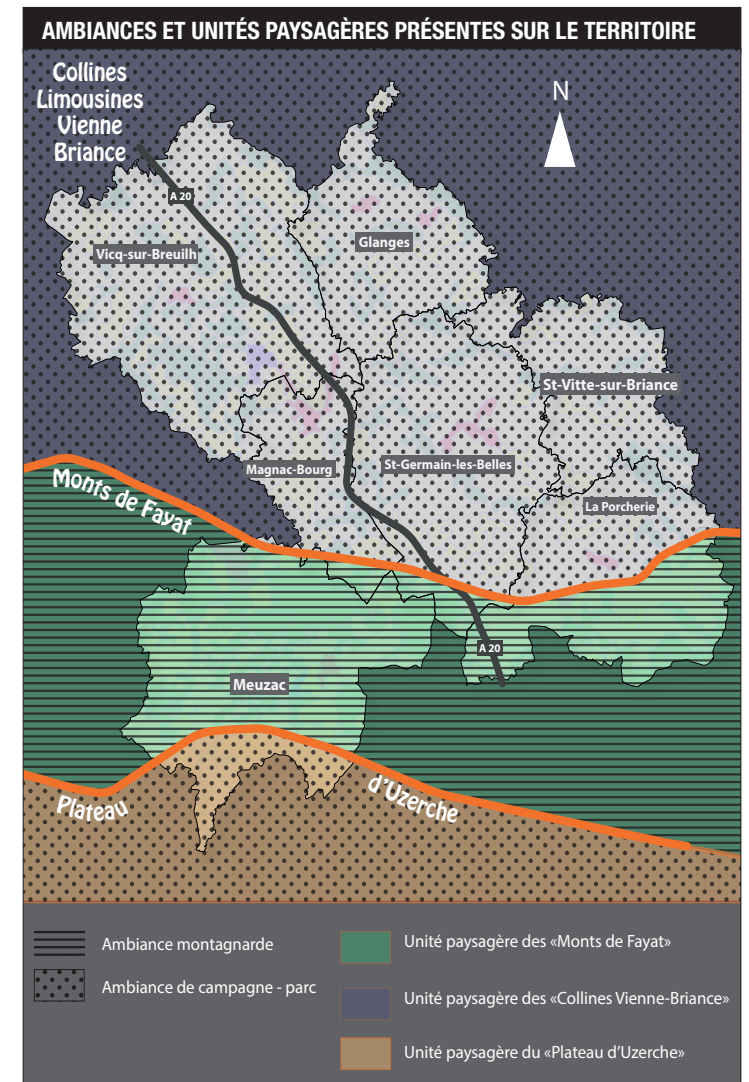 AMBIANCES ET UNITÉS PAYSAGÈRES PRÉSENTES SUR LE TERRITOIRE
Collines
Limousines
Vienne
Briance
N
A 20
Glanges
Vicq-sur-Breuilh
St-Vitte-sur-Briance
Magnac-Bourg
St-Germain-les-Belles
Monts de Fayat
La Porcherie
A 20
Meuzac
Plateau d'Uzerche
Ambiance montagnarde
Ambiance de campagne - parc
Unité paysagère des «Monts de Fayat»
Unité paysagère des «Collines Vienne-Briance»
Unité paysagère du «Plateau d'Uzerche»